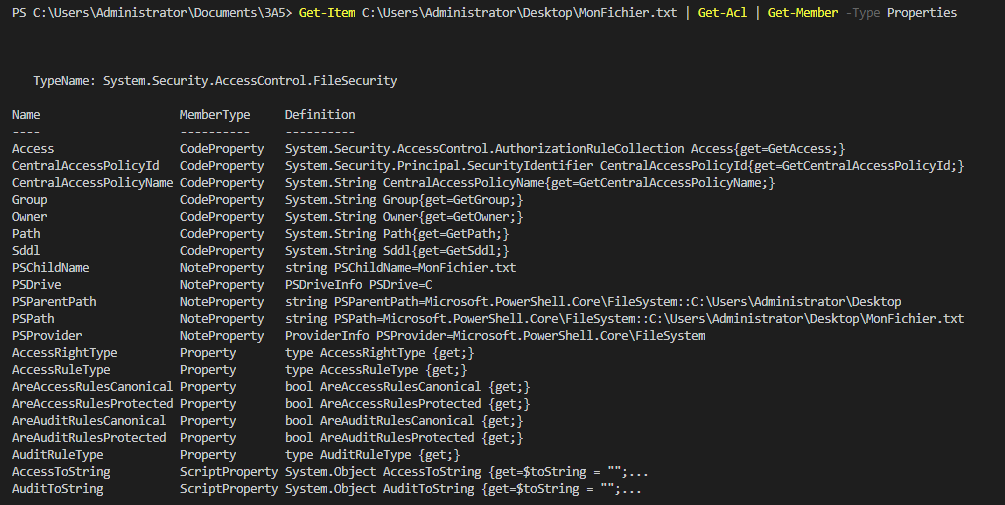 PS C:\Users\Administrator\Documents\3A5> Get-Item C:\Users\Administrator\Desktop\MonFichier.txt | Get-Acl | Get-Member -Type Properties
TypeName: System.Security.AccessControl.FileSecurity
Name MemberType Definition
---- ---------- ----------
Access CodeProperty System.Security.AccessControl.AuthorizationRuleCollection Access{get=GetAccess;}
CentralAccessPolicyId CodeProperty System.Security.Principal.SecurityIdentifier CentralAccessPolicyId{get=GetCentralAccessPolicyId;}
CentralAccessPolicyName CodeProperty System.String CentralAccessPolicyName{get=GetCentralAccessPolicyName;}
Group CodeProperty System.String Group{get=GetGroup;}
Owner CodeProperty System.String Owner{get=GetOwner;}
Path CodeProperty System.String Path{get=GetPath;}
Sddl CodeProperty System.String Sddl{get=GetSddl;}
PSChildName NoteProperty string PSChildName=MonFichier.txt
PSDrive NoteProperty PSDriveInfo PSDrive=C
PSParentPath NoteProperty string PSParentPath=Microsoft.PowerShell.Core\FileSystem::C:\Users\Administrator\Desktop
PSPath NoteProperty string PSPath=Microsoft.PowerShell.Core\FileSystem::C:\Users\Administrator\Desktop\MonFichier.txt
PSProvider NoteProperty ProviderInfo PSProvider=Microsoft.PowerShell.Core\FileSystem
AccessRightType Property type AccessRightType {get;}
AccessRuleType Property type AccessRuleType {get;}
AreAccessRulesCanonical Property bool AreAccessRulesCanonical {get;}
AreAccessRulesProtected Property bool AreAccessRulesProtected {get;}
AreAuditRulesCanonical Property bool AreAuditRulesCanonical {get;}
AreAuditRulesProtected Property bool AreAuditRulesProtected {get;}
AuditRuleType Property type AuditRuleType {get;}
AccessToString ScriptProperty System.Object AccessToString {get=$toString = "";...
AuditToString ScriptProperty System.Object AuditToString {get=$toString = "";...